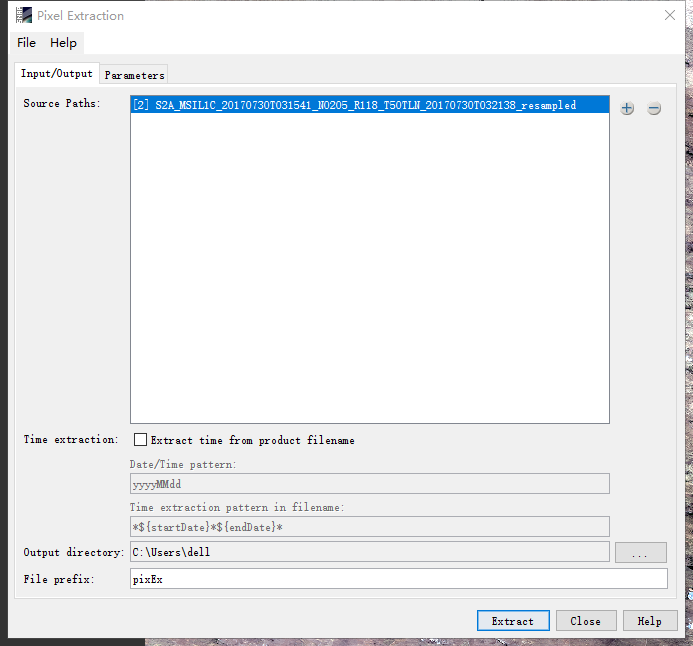 Pixel Extraction
File Help
Input/Output Parameters
Source Paths: [2] S2A_MSIL1C_20170730T031541_N0205_R118_T50TLN_20170730T032138_resampled
Time extraction: Extract time from product filename
Date/Time pattern:
yyyyMMdd
Time extraction pattern in filename:
*${startDate}*${endDate}*
Output directory: C:\Users\dell ...
File prefix: pixEx
Extract Close Help